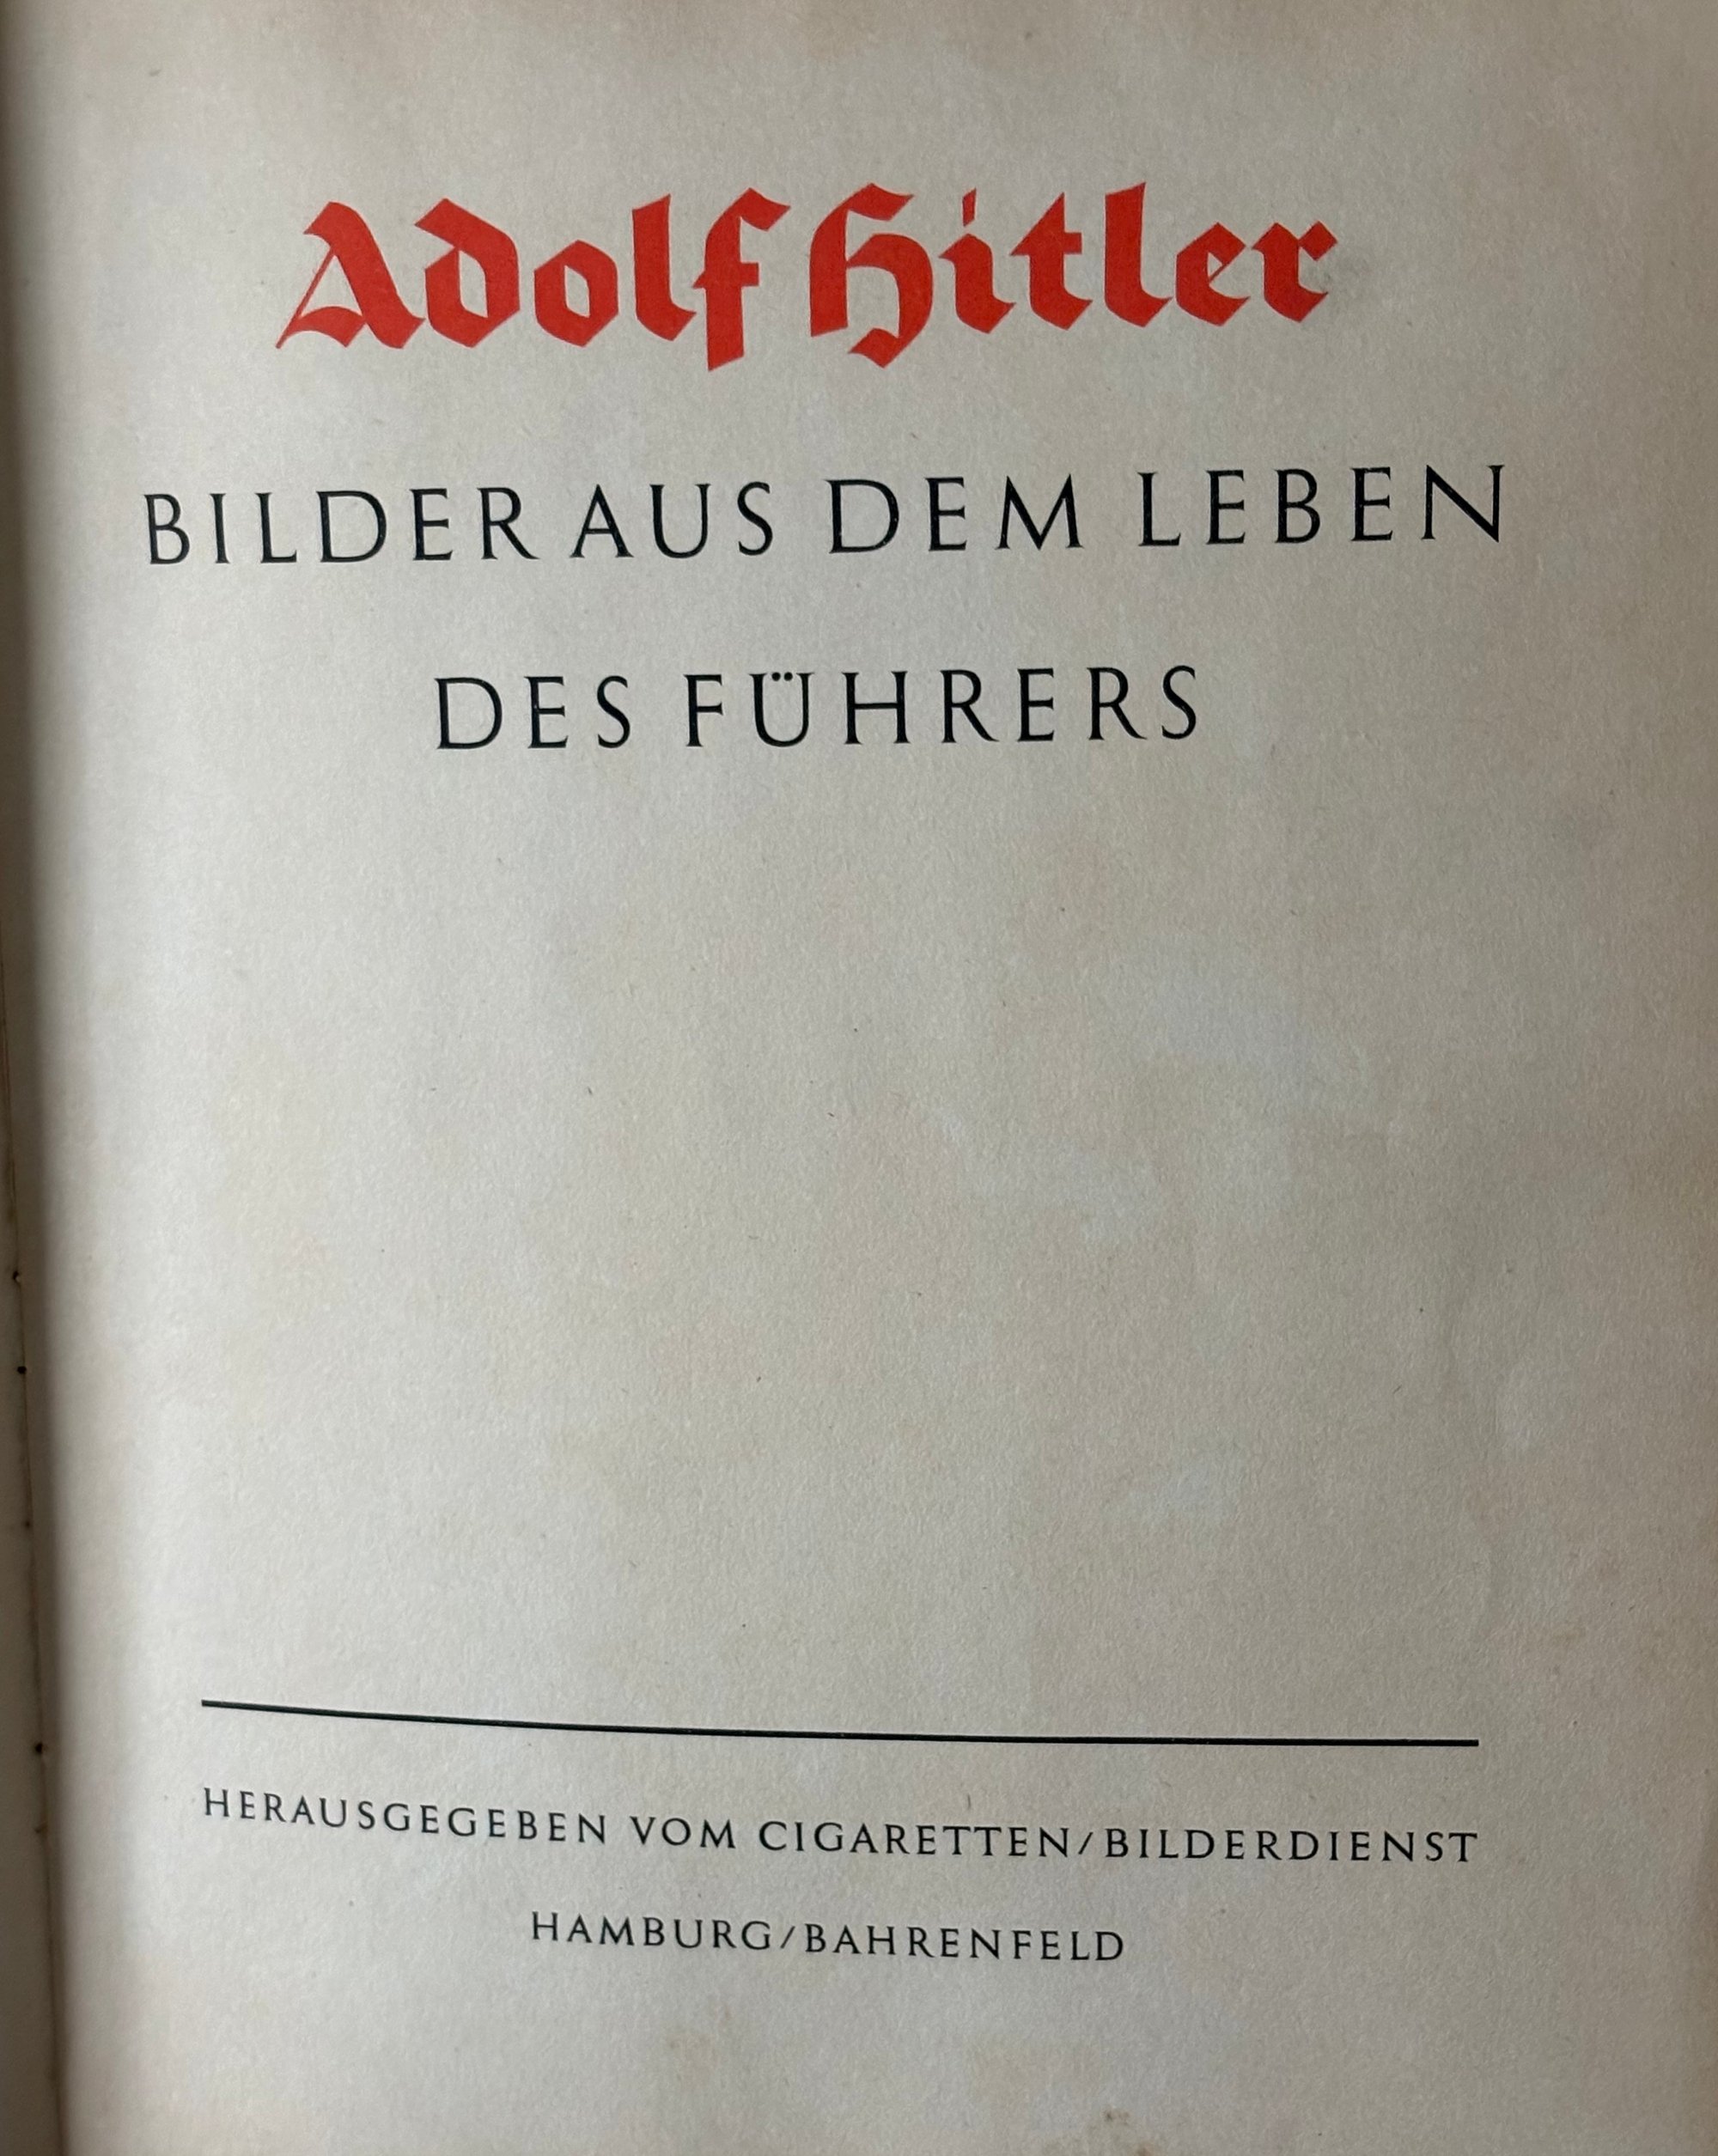 Adolf Hitler
BILDER AUS DEM LEBEN
DES FÜHRERS
HERAUSGEGEBEN VOM CIGARETTEN/BILDERDIENST
HAMBURG/BAHRENFELD